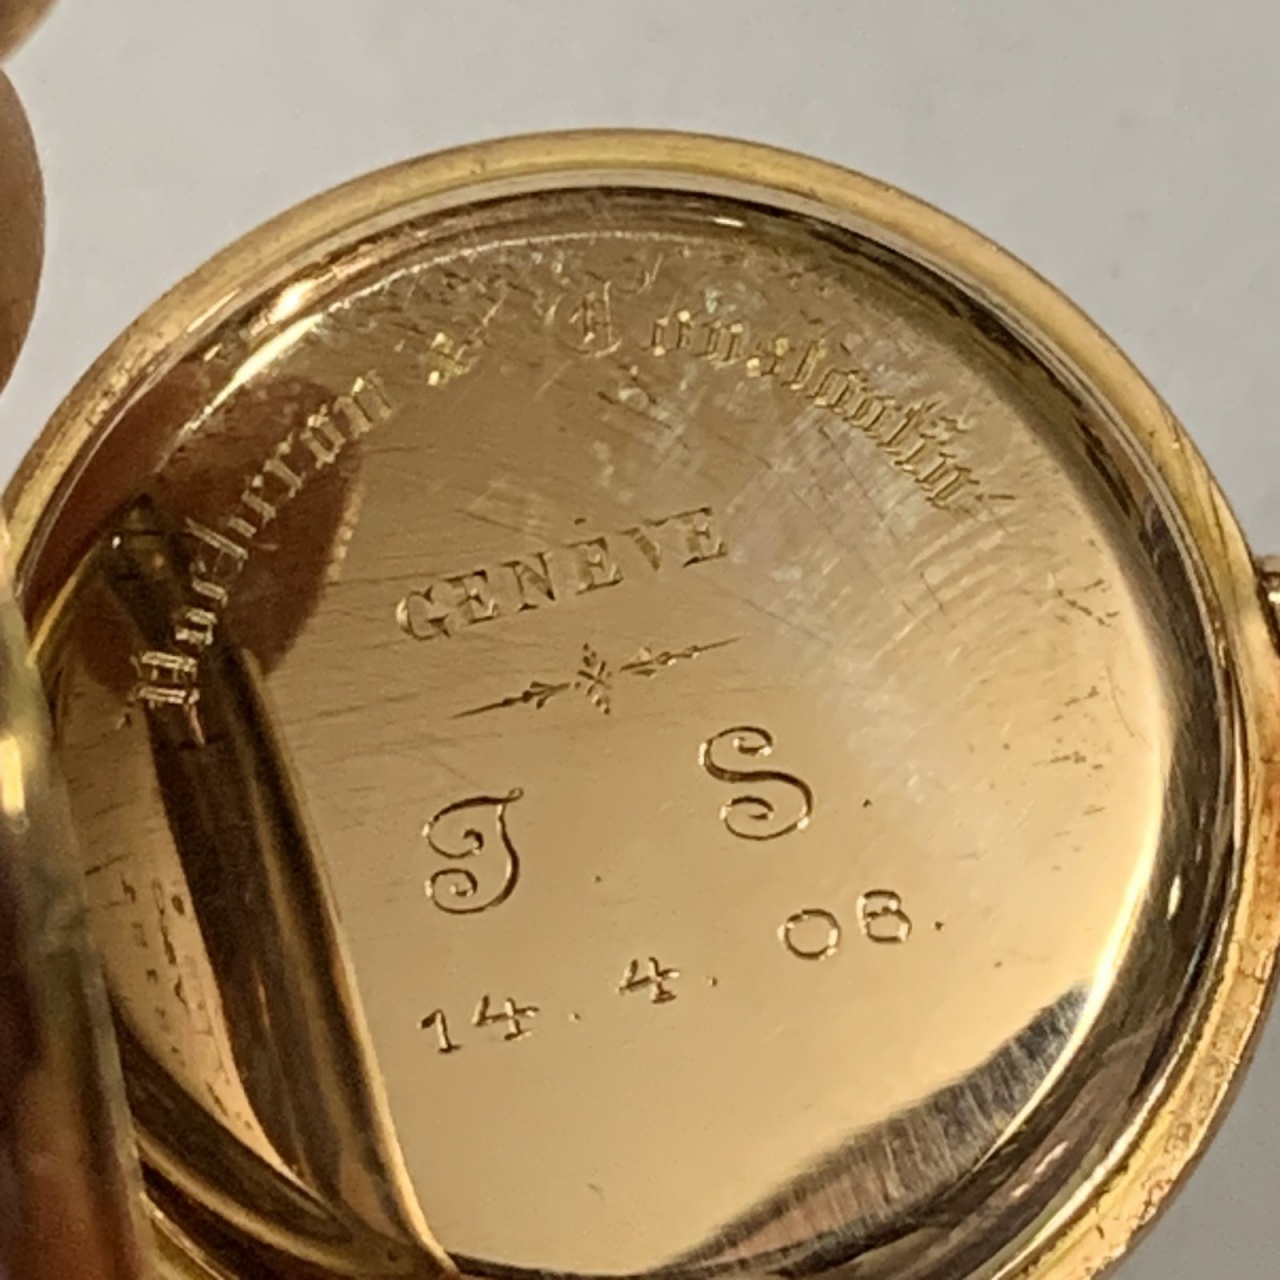 Vacheron & Constantin
GENÈVE
J S.
14.4.08.